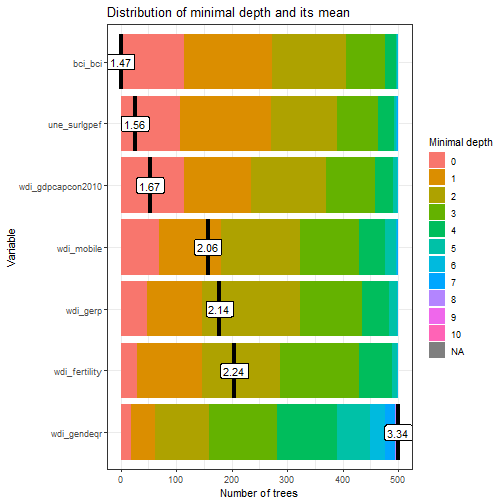 Distribution of minimal depth and its mean
bci_bci
1.47
une_surlgpef
1.56
wdi_gdpcapcon2010
1.67
wdi_mobile
2.06
wdi_gerp
2.14
wdi_fertility
2.24
wdi_gendeqr
3.34
Variable
0 100 200 300 400 500
Number of trees
Minimal depth
0
1
2
3
4
5
6
7
8
9
10
NA